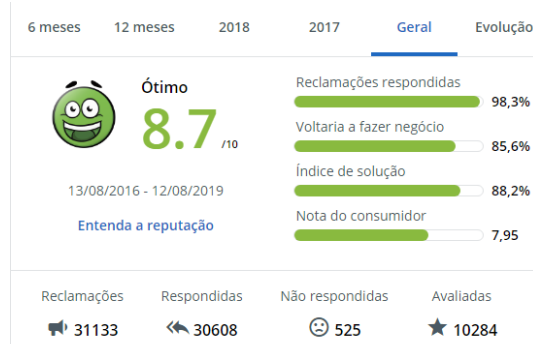 6 meses 12 meses 2018 2017 Geral Evolução
Ótimo
8.7 /10
13/08/2016 - 12/08/2019
Entenda a reputação
Reclamações respondidas
98,3%
Voltaria a fazer negócio
85,6%
Índice de solução
88,2%
Nota do consumidor
7,95
Reclamações Respondidas Não respondidas Avaliadas
31133 30608 525 10284